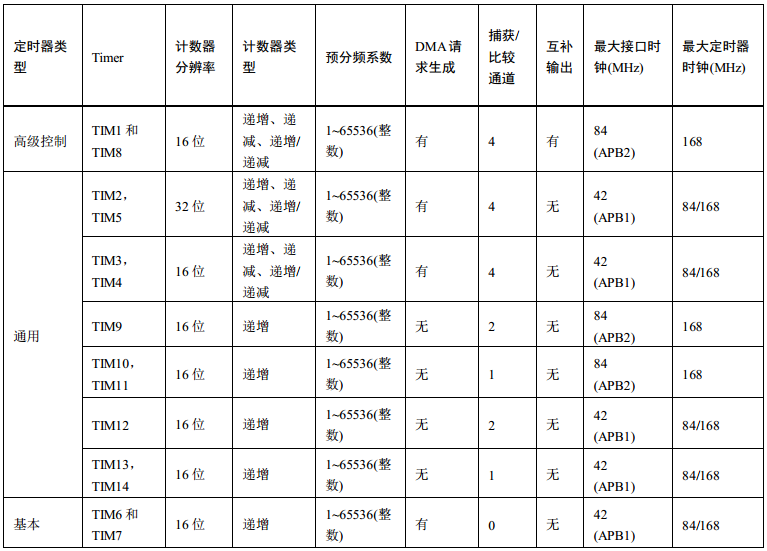 定时器类型 Timer 计数器分辨率 计数器类型 预分频系数 DMA 请求生成 捕获/比较通道 互补输出 最大接口时钟(MHz) 最大定时器时钟(MHz)
高级控制 TIM1 和 TIM8 16 位 递增、递减、递增/递减 1~65536(整数) 有 4 有 84 (APB2) 168
通用 TIM2， TIM5 32 位 递增、递减、递增/递减 1~65536(整数) 有 4 无 42 (APB1) 84/168
TIM3， TIM4 16 位 递增、递减、递增/递减 1~65536(整数) 有 4 无 42 (APB1) 84/168
TIM9 16 位 递增 1~65536(整数) 无 2 无 84 (APB2) 168
TIM10， TIM11 16 位 递增 1~65536(整数) 无 1 无 84 (APB2) 168
TIM12 16 位 递增 1~65536(整数) 无 2 无 42 (APB1) 84/168
TIM13， TIM14 16 位 递增 1~65536(整数) 无 1 无 42 (APB1) 84/168
基本 TIM6 和 TIM7 16 位 递增 1~65536(整数) 有 0 无 42 (APB1) 84/168